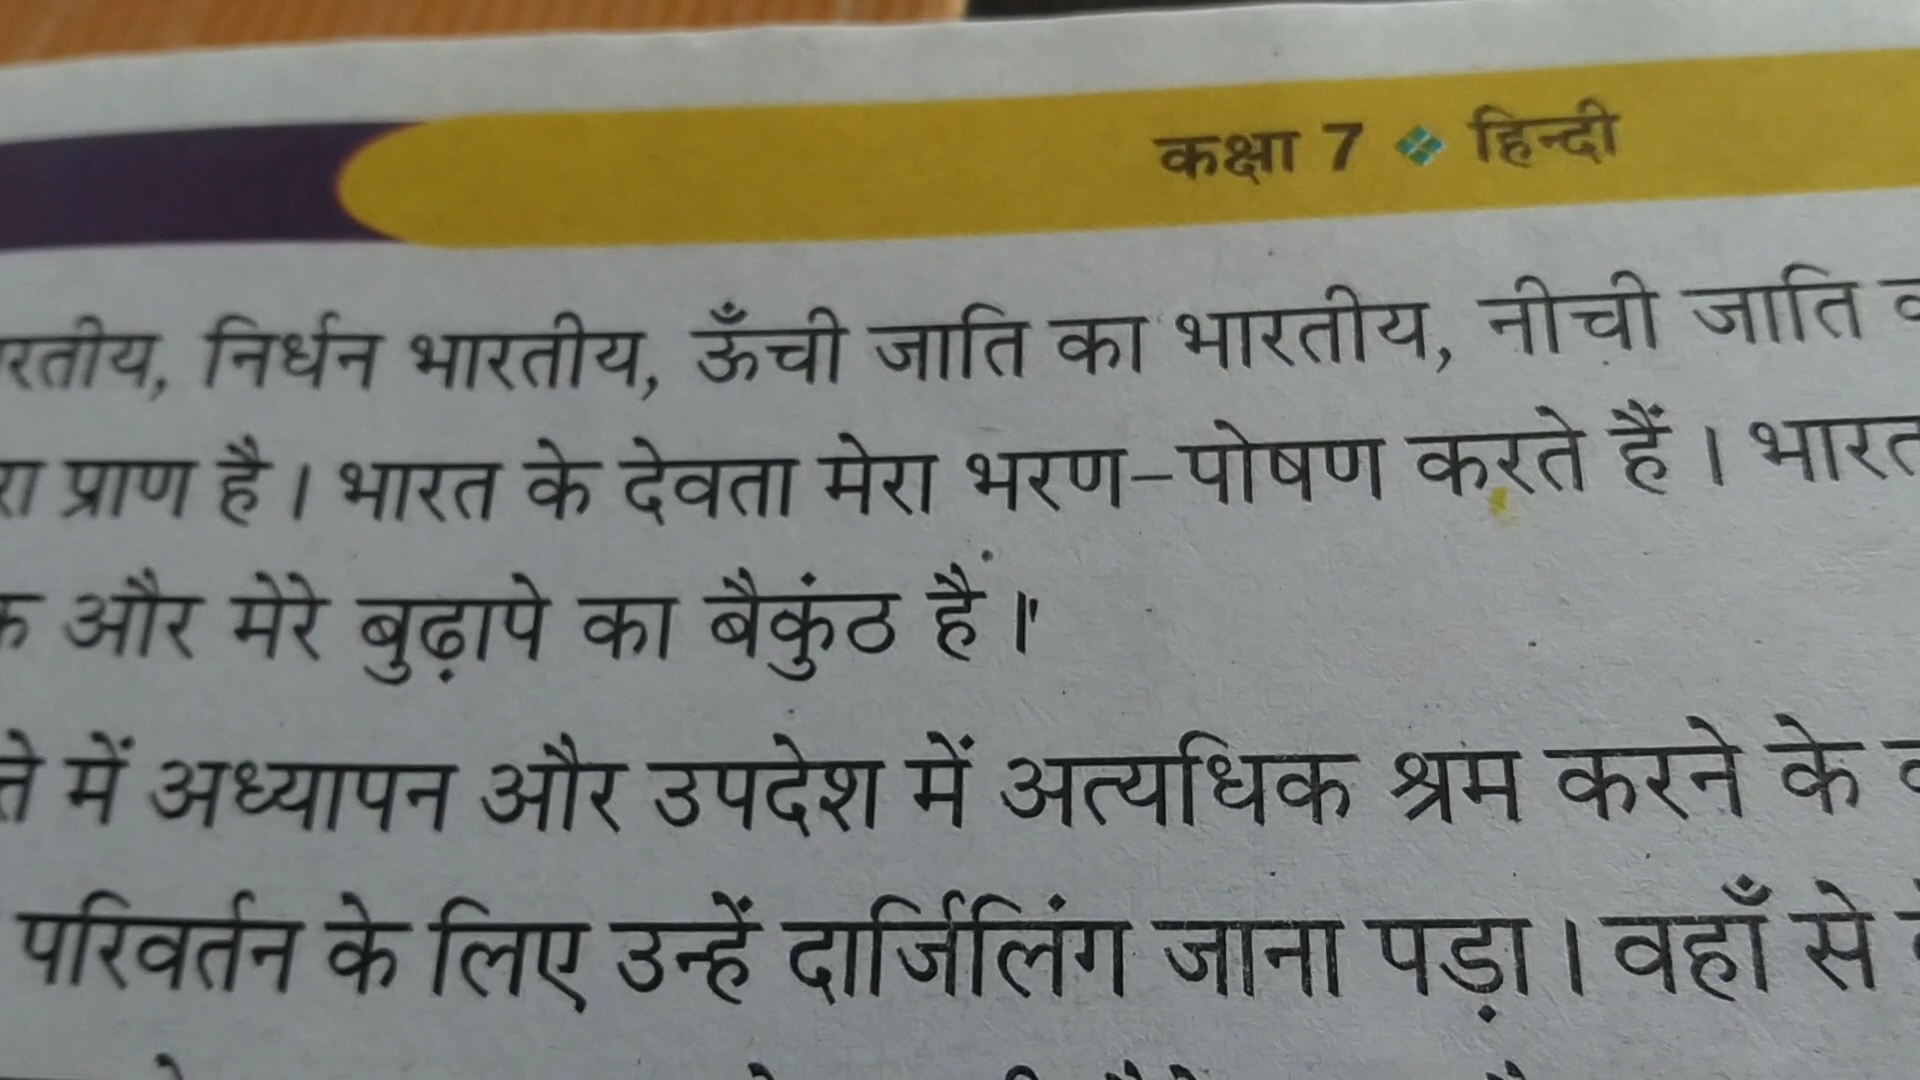 कक्षा 7 ❖ हिन्दी
निर्धन भारतीय, ऊँची जाति का भारतीय, नीची जाति
प्राण है। भारत के देवता मेरा भरण-पोषण करते हैं। भारत
और मेरे बुढ़ापे का बैकुंठ है।'
में अध्यापन और उपदेश में अत्यधिक श्रम करने के
परिवर्तन के लिए उन्हें दार्जिलिंग जाना पड़ा। वहाँ से